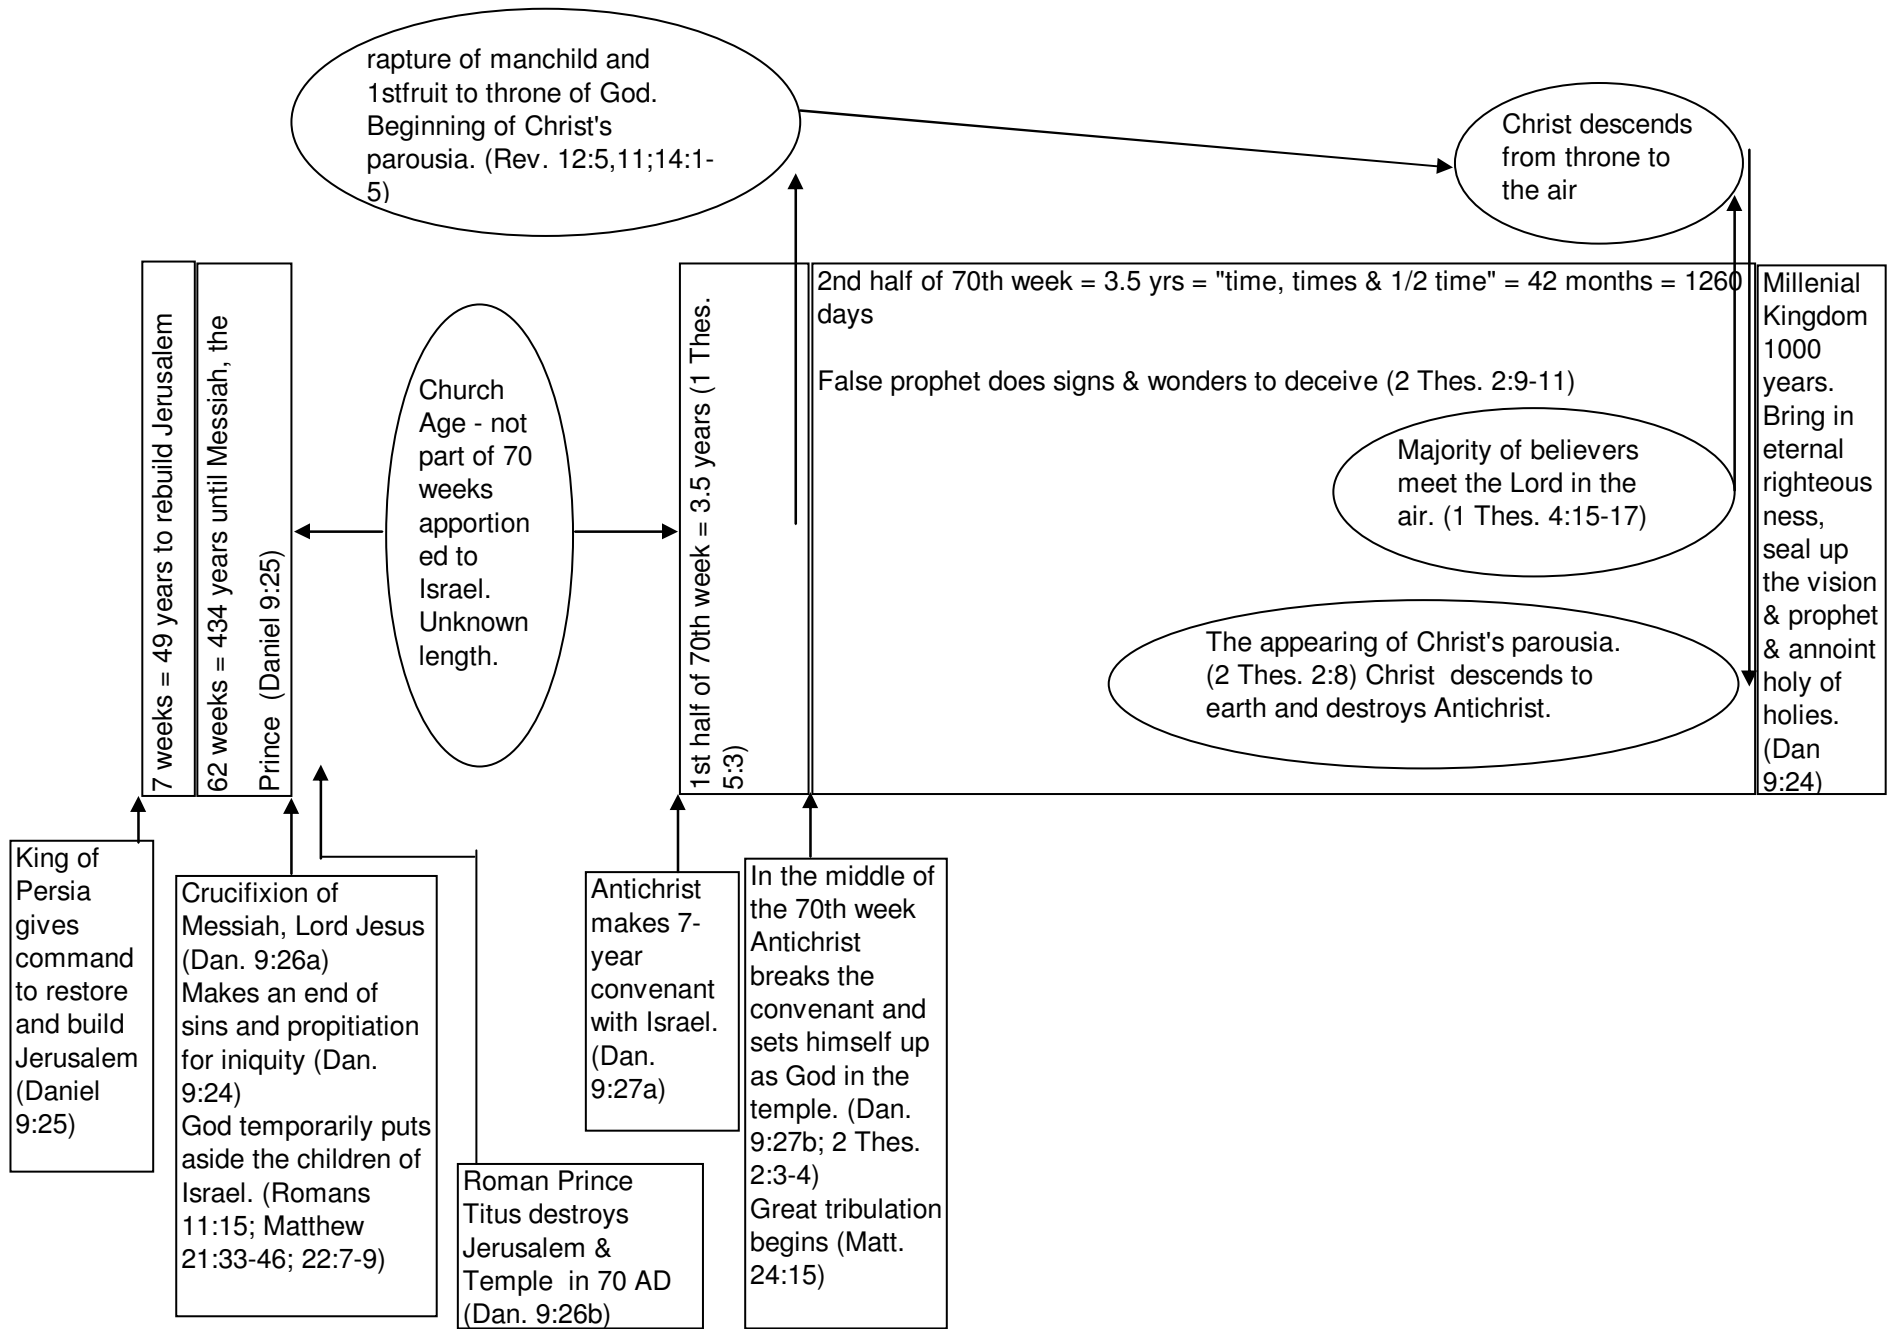 rapture of manchild and
1stfruit to throne of God.
Beginning of Christ's
parousia. (Rev. 12:5,11;14:1-
5)
Christ descends
from throne to
the air
7 weeks = 49 years to rebuild Jerusalem
62 weeks = 434 years until Messiah, the
Prince (Daniel 9:25)
Church
Age - not
part of 70
weeks
apportion
ed to
Israel.
Unknown
length.
1st half of 70th week = 3.5 years (1 Thes.
5:3)
2nd half of 70th week = 3.5 yrs = "time, times & 1/2 time" = 42 months = 1260
days
False prophet does signs & wonders to deceive (2 Thes. 2:9-11)
Majority of believers
meet the Lord in the
air. (1 Thes. 4:15-17)
The appearing of Christ's parousia.
(2 Thes. 2:8) Christ descends to
earth and destroys Antichrist.
Millenial
Kingdom
1000
years.
Bring in
eternal
righteous
ness,
seal up
the vision
& prophet
& annoint
holy of
holies.
(Dan
9:24)
King of
Persia
gives
command
to restore
and build
Jerusalem
(Daniel
9:25)
Crucifixion of
Messiah, Lord Jesus
(Dan. 9:26a)
Makes an end of
sins and propitiation
for iniquity (Dan.
9:24)
God temporarily puts
aside the children of
Israel. (Romans
11:15; Matthew
21:33-46; 22:7-9)
Roman Prince
Titus destroys
Jerusalem &
Temple in 70 AD
(Dan. 9:26b)
Antichrist
makes 7-
year
convenant
with Israel.
(Dan.
9:27a)
In the middle of
the 70th week
Antichrist
breaks the
convenant and
sets himself up
as God in the
temple. (Dan.
9:27b; 2 Thes.
2:3-4)
Great tribulation
begins (Matt.
24:15)